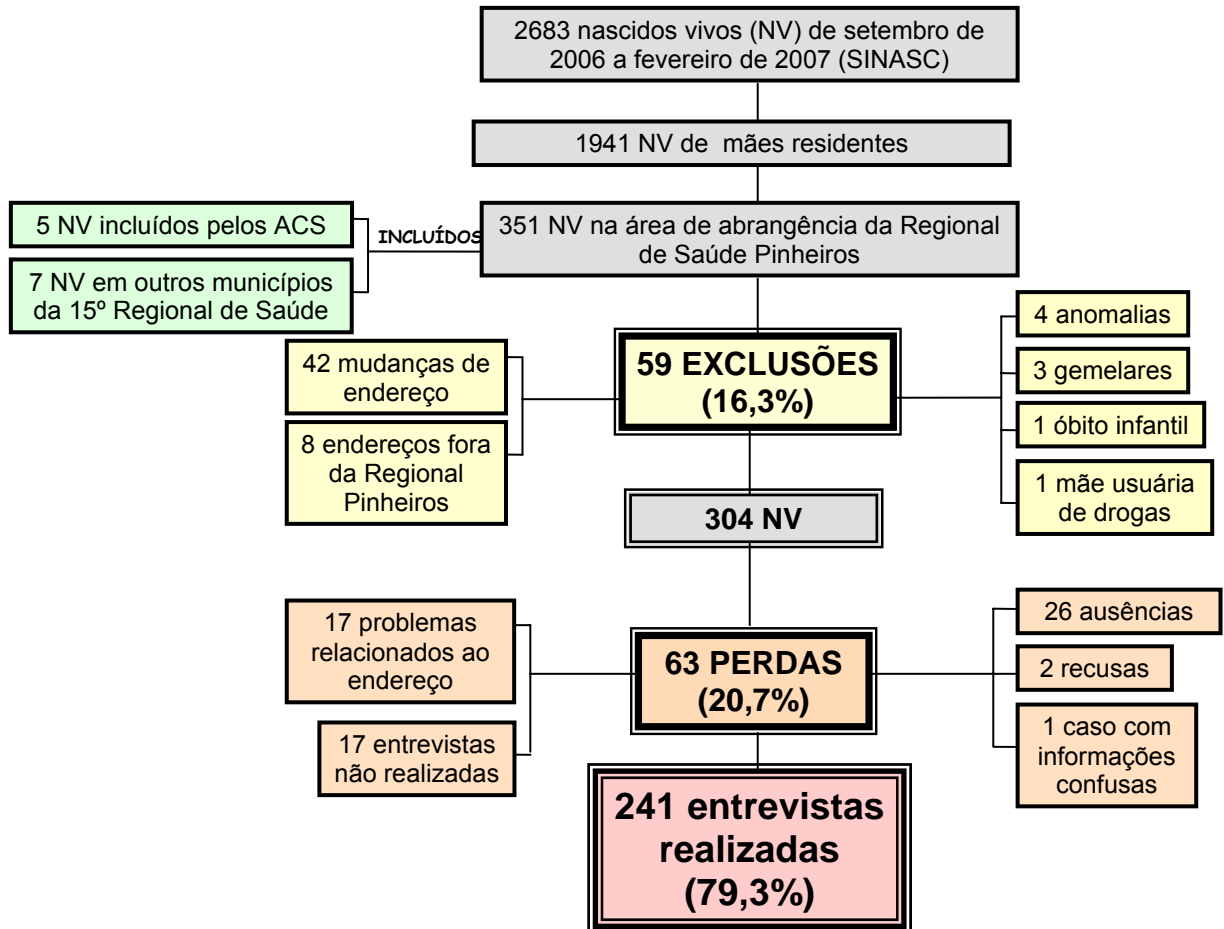 2683 nascidos vivos (NV) de setembro de
2006 a fevereiro de 2007 (SINASC)
1941 NV de mães residentes
5 NV incluídos pelos ACS
7 NV em outros municípios
da 15º Regional de Saúde
INCLUÍDOS
351 NV na área de abrangência da Regional
de Saúde Pinheiros
42 mudanças de
endereço
8 endereços fora
da Regional
Pinheiros
59 EXCLUSÕES
(16,3%)
4 anomalias
3 gemelares
1 óbito infantil
1 mãe usuária
de drogas
304 NV
17 problemas
relacionados ao
endereço
17 entrevistas
não realizadas
63 PERDAS
(20,7%)
26 ausências
2 recusas
1 caso com
informações
confusas
241 entrevistas
realizadas
(79,3%)